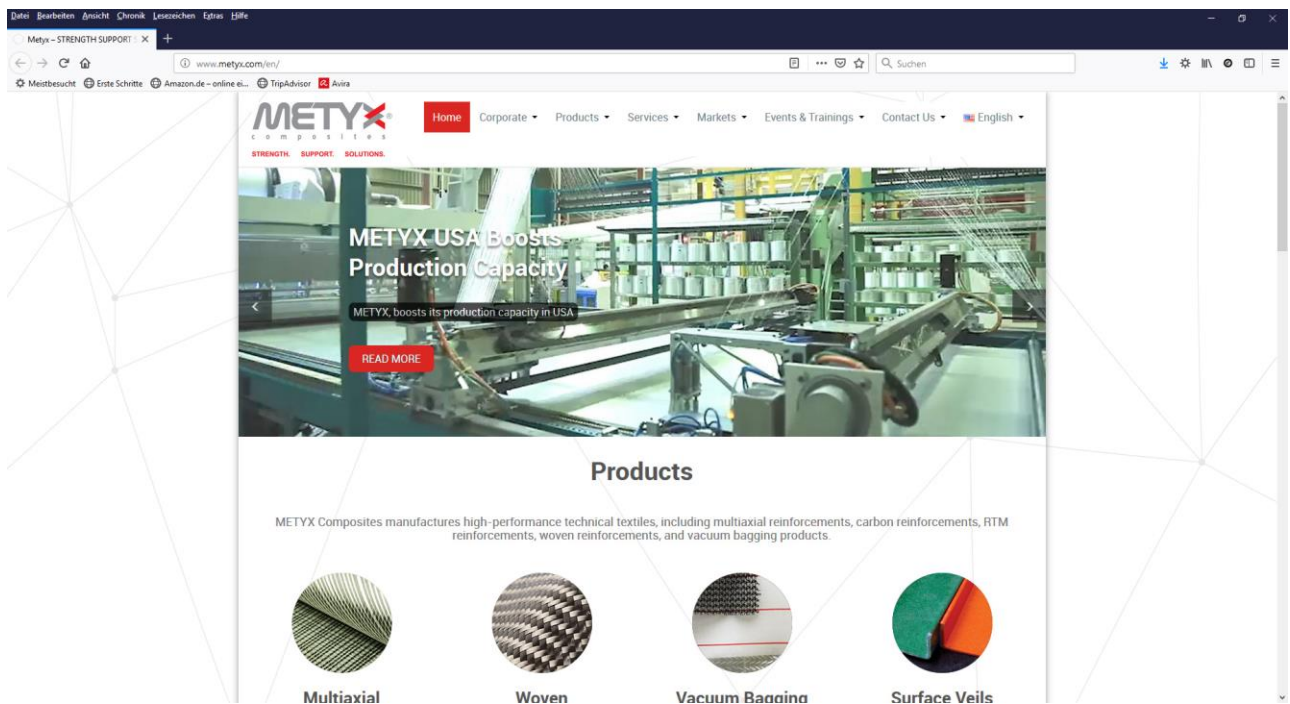 Datei Bearbeiten Ansicht Chronik Lesezeichen Extras Hilfe
Metyx – STRENGTH SUPPORT S
www.metyx.com/en/
Suchen
Meistbesucht Erste Schritte Amazon.de – online ei... TripAdvisor Avira
METYX
composites
STRENGTH. SUPPORT. SOLUTIONS.
Home Corporate Products Services Markets Events & Trainings Contact Us English
METYX USA Boosts
Production Capacity
METYX, boosts its production capacity in USA
READ MORE
Products
METYX Composites manufactures high-performance technical textiles, including multiaxial reinforcements, carbon reinforcements, RTM
reinforcements, woven reinforcements, and vacuum bagging products.
Multiaxial Woven Vacuum Bagging Surface Veils